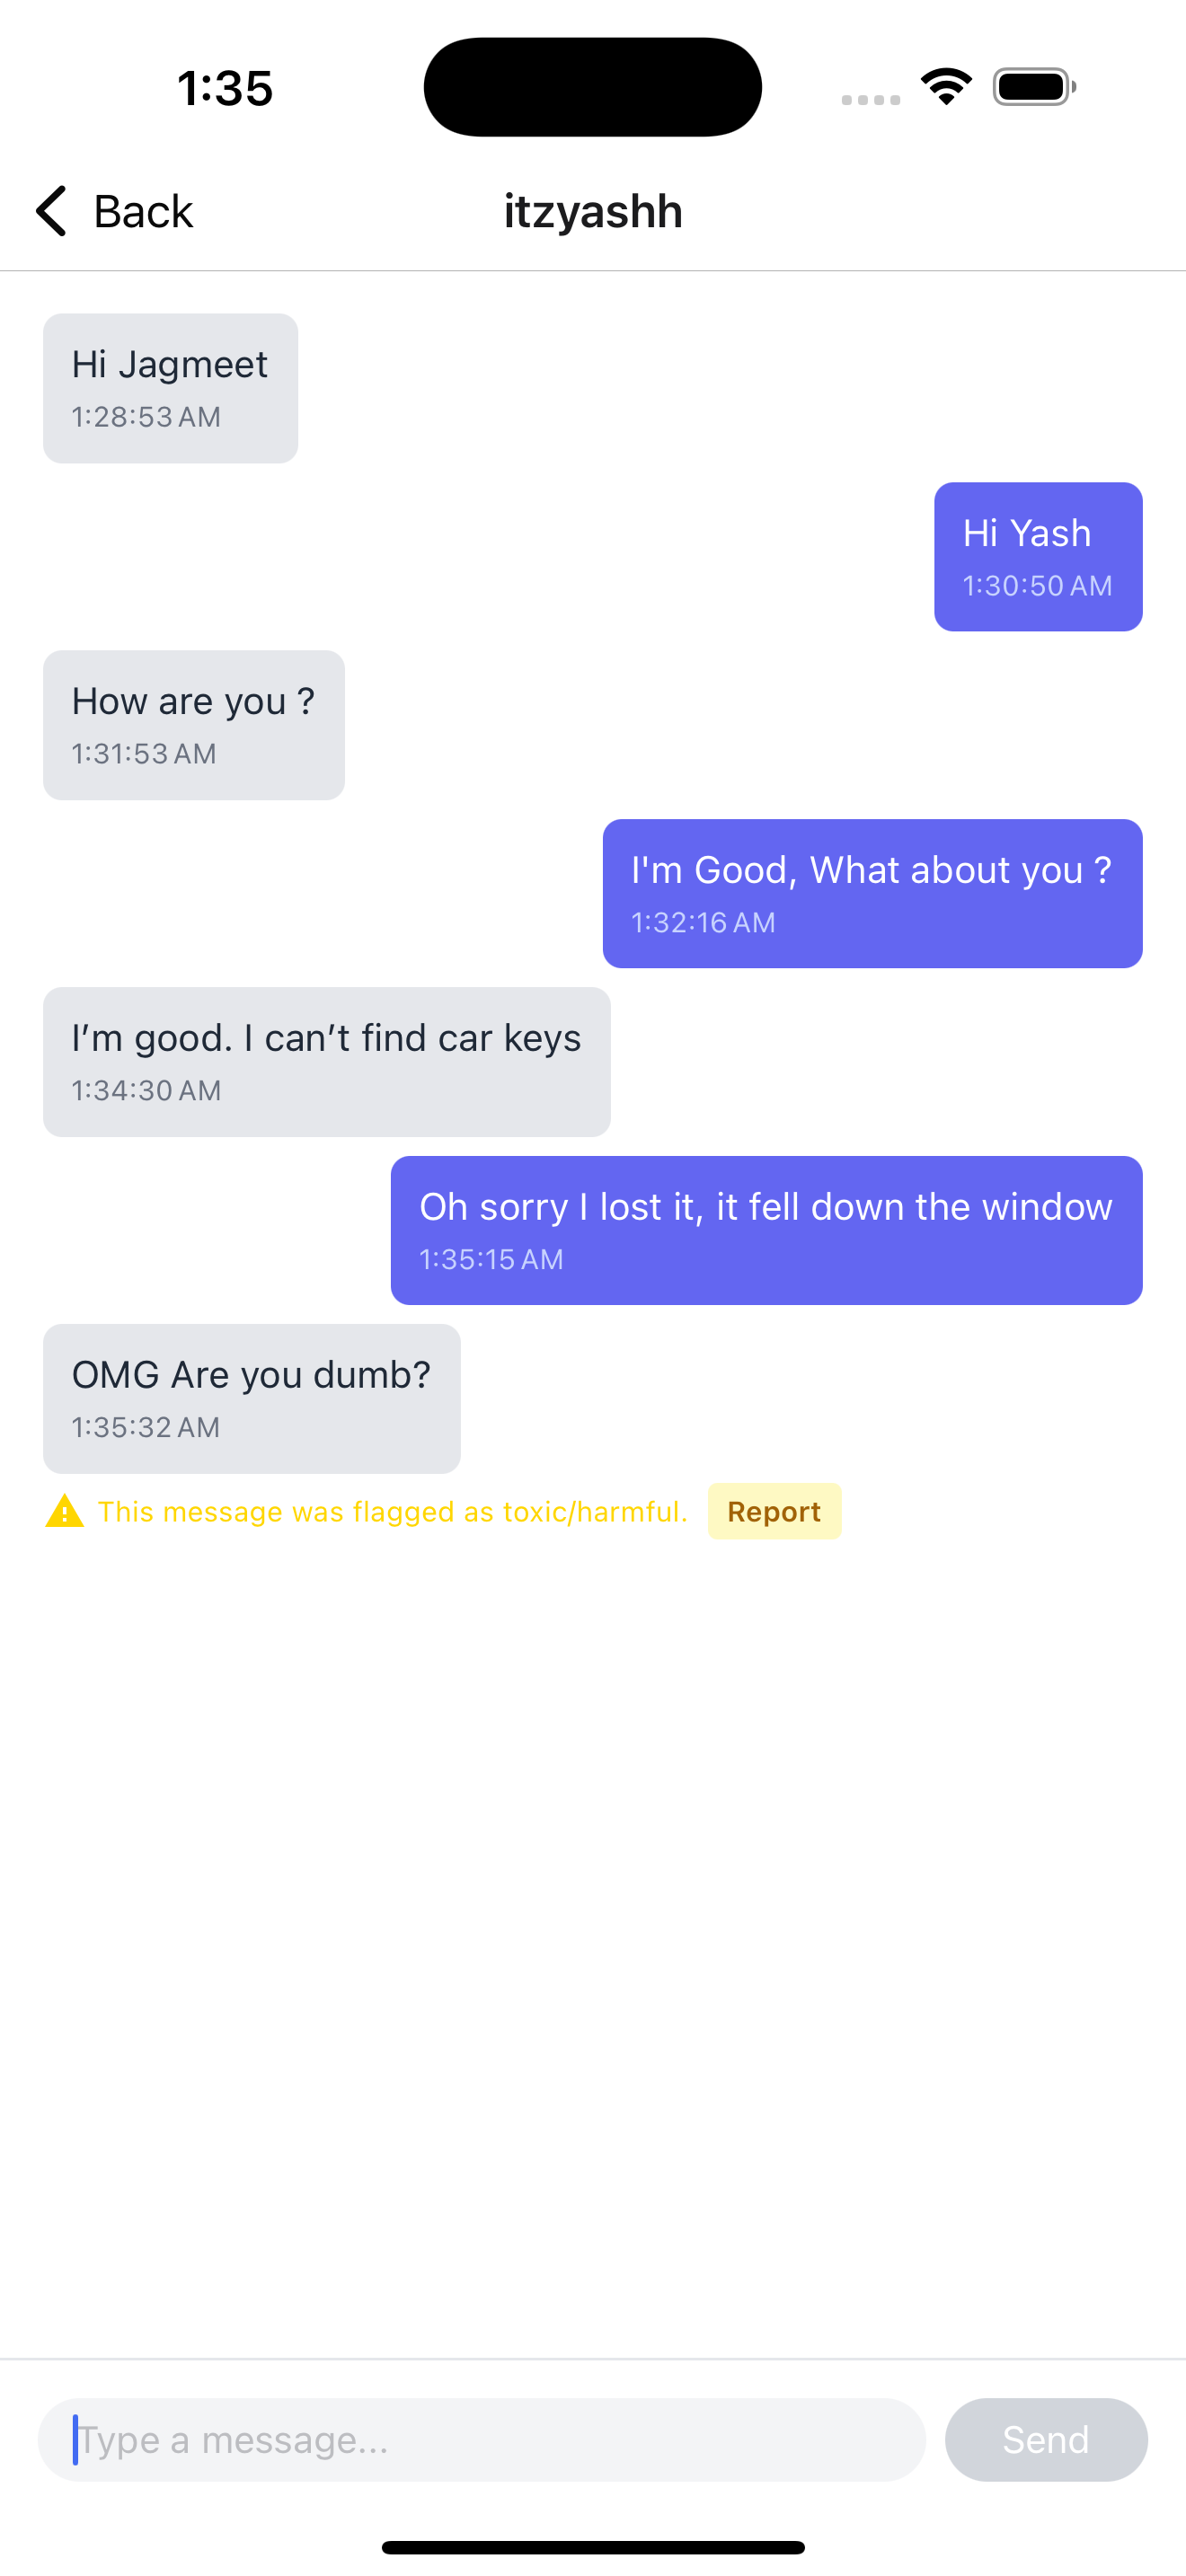 1:35
Back
itzyashh
Hi Jagmeet
1:28:53 AM
Hi Yash
1:30:50 AM
How are you ?
1:31:53 AM
I'm Good, What about you ?
1:32:16 AM
I’m good. I can’t find car keys
1:34:30 AM
Oh sorry I lost it, it fell down the window
1:35:15 AM
OMG Are you dumb?
1:35:32 AM
This message was flagged as toxic/harmful. Report
Type a message...
Send